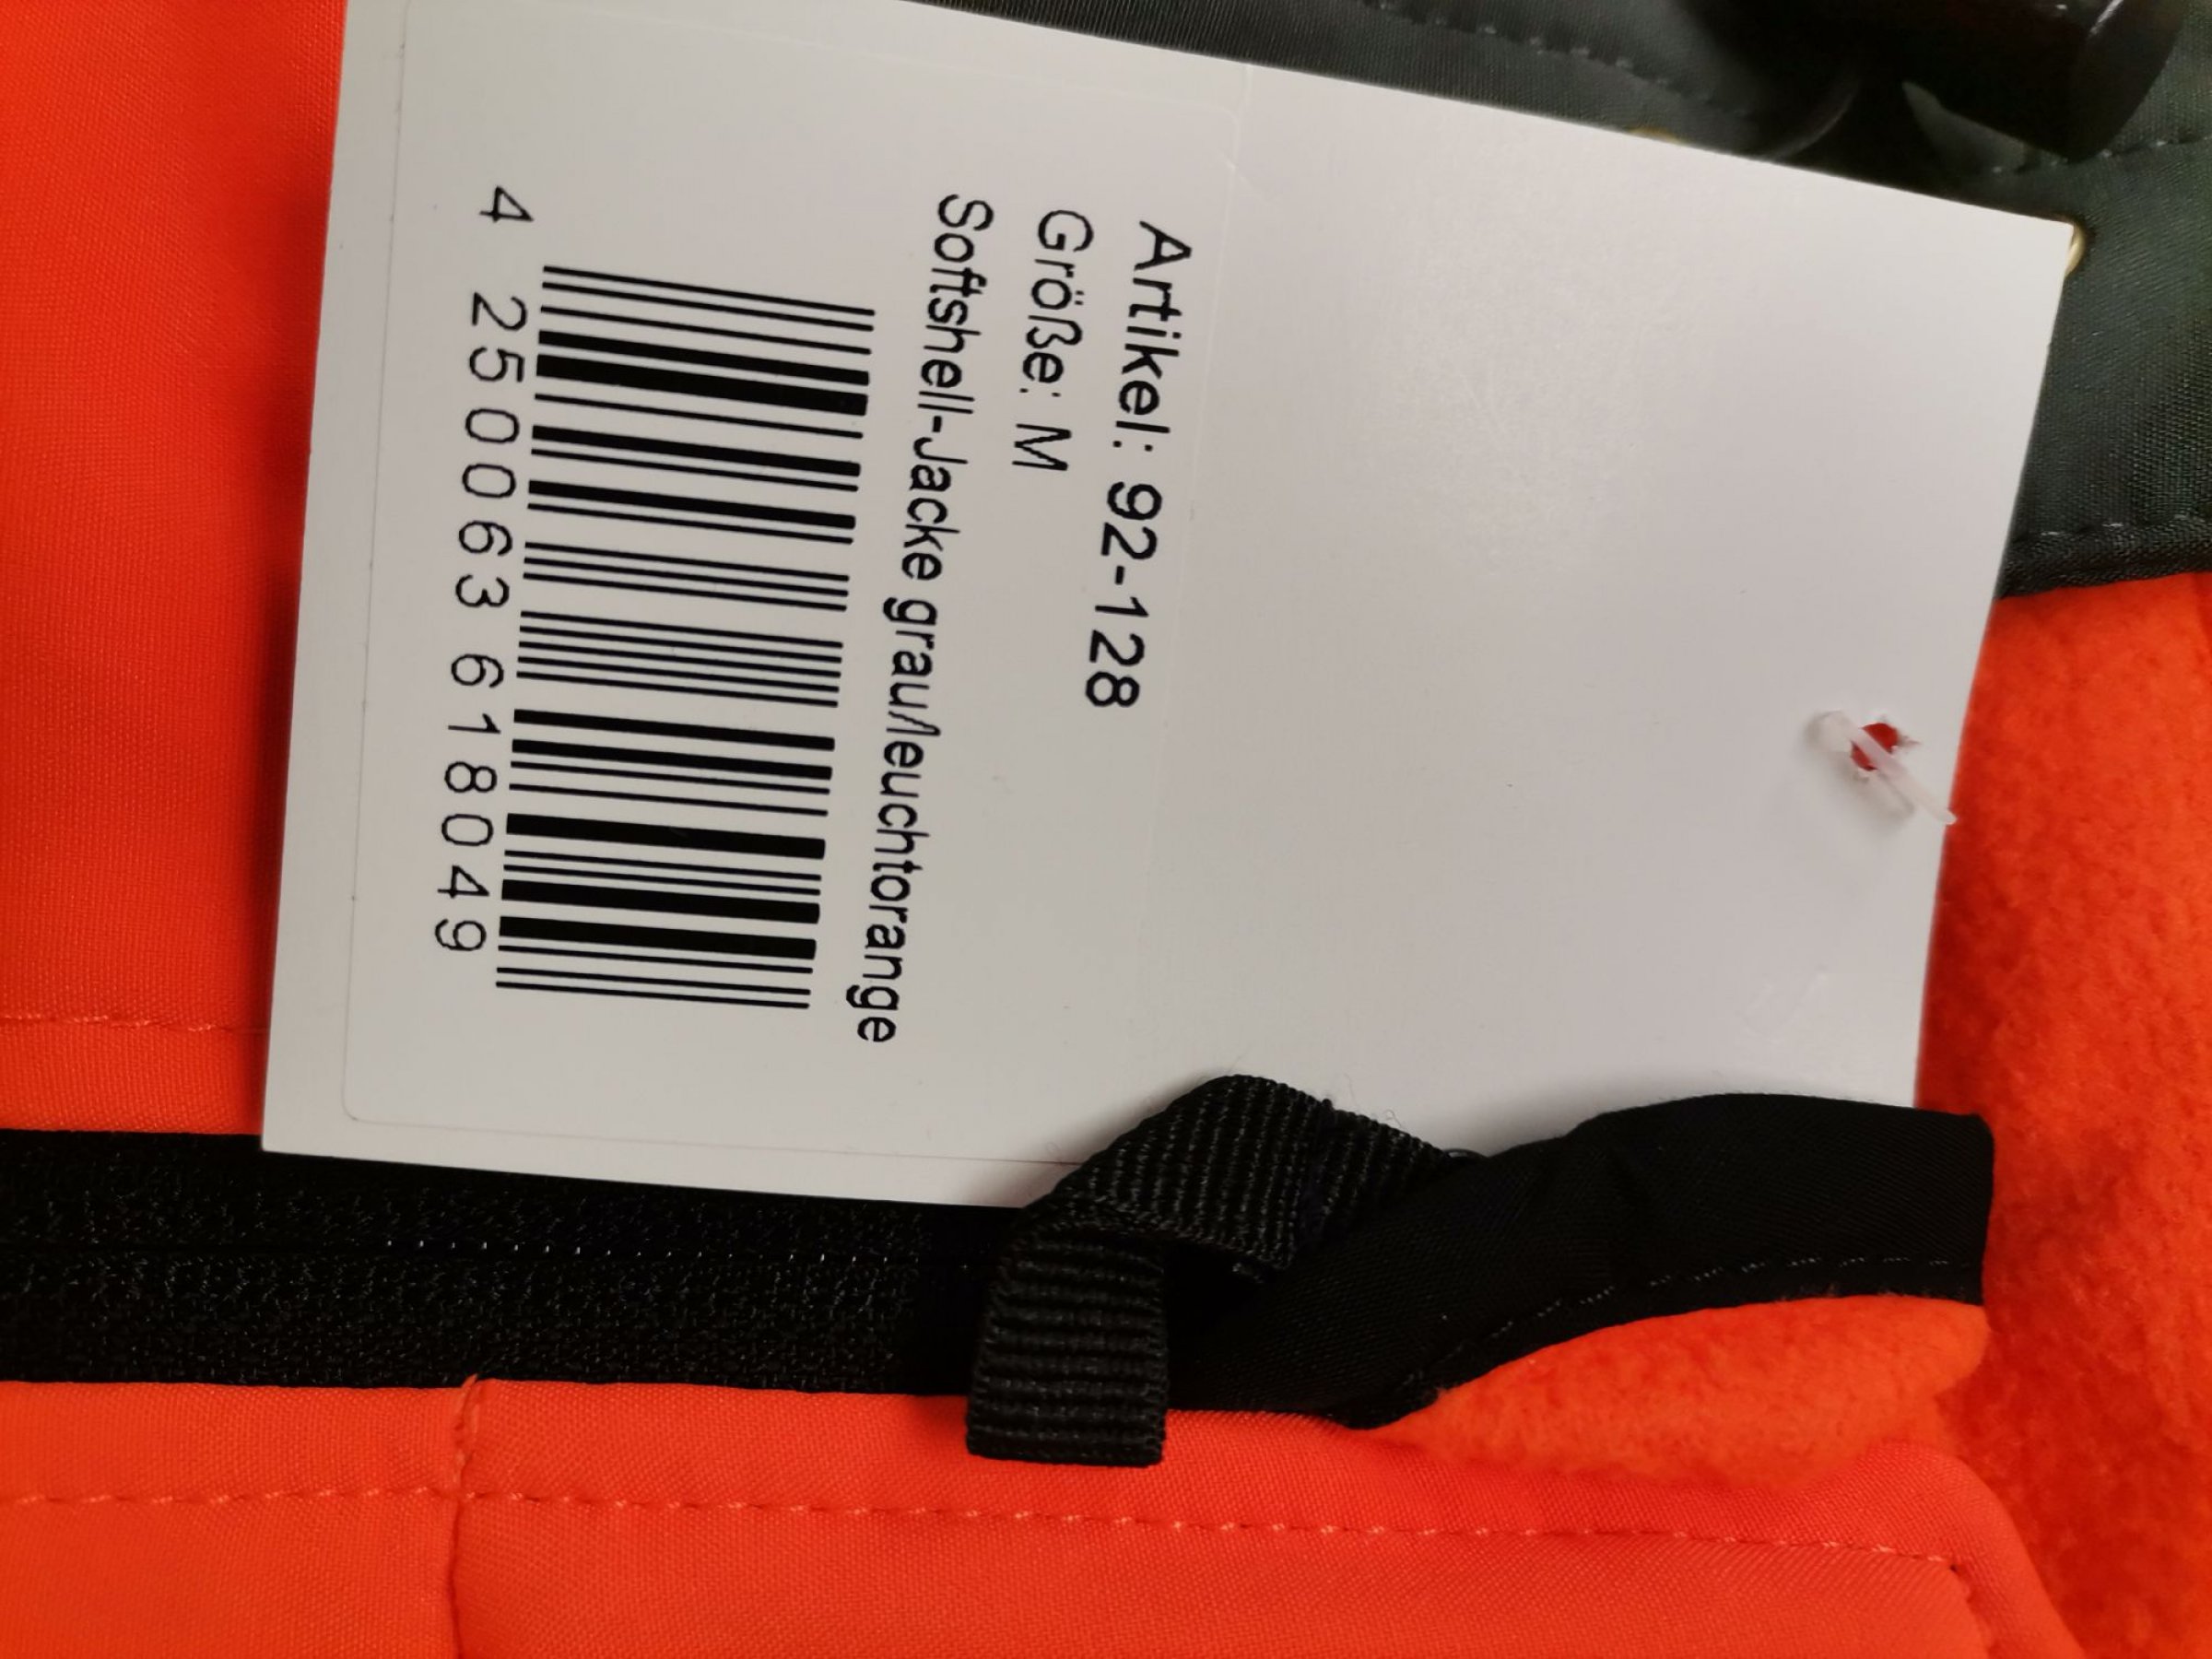 Artikel: 92-128
Größe: M
Softshell-Jacke grau/leuchtorange
4 250063 618049